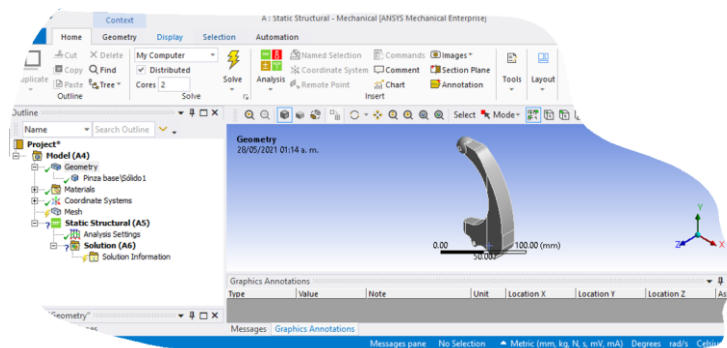 Context
A : Static Structural - Mechanical [ANSYS Mechanical Enterprise]
Home Geometry Display Selection Automation
Cut Delete My Computer Named Selection Commands Images
Copy Find Distributed Solve Analysis Coordinate System Comment Section Plane Tools Layout
Paste Tree Cores 2 Remote Point Chart Annotation
Outline Solve Insert
Outline
Name Search Outline
Select Mode
Project*
Model (A4)
Geometry
Pinza base\Sólido1
Materials
Coordinate Systems
Mesh
Static Structural (A5)
Analysis Settings
Solution (A6)
Solution Information
Geometry
28/05/2021 01:14 a. m.
0.00 100.00 (mm)
50.000
Y
Z X
Graphics Annotations
Type Value Note Unit Location X Location Y Location Z As
Geometry"
Messages Graphics Annotations
Messages pane No Selection Metric (mm, kg, N, s, mV, mA) Degrees rad/s